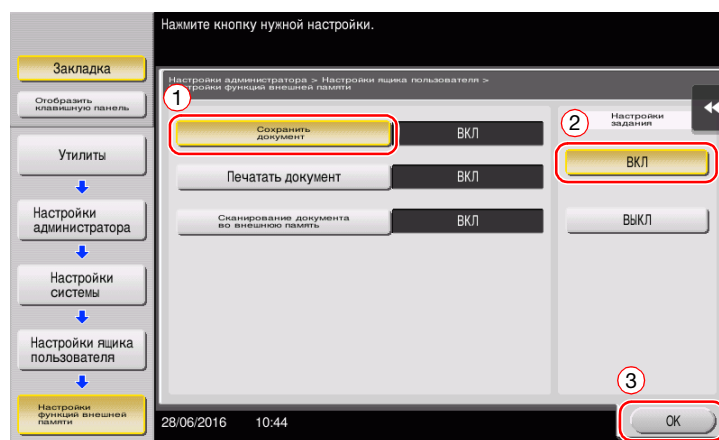 Нажмите кнопку нужной настройки.
Закладка
Отобразить
клавишную панель
Утилиты
Настройки
администратора
Настройки
системы
Настройки ящика
пользователя
Настройки
функций внешней
памяти
Настройки администратора > Настройки ящика пользователя >
Настройки функций внешней памяти
1
Сохранить
документ
ВКЛ
Печатать документ
ВКЛ
Сканирование документа
во внешнюю память
ВКЛ
2
Настройки
задания
ВКЛ
ВЫКЛ
3
28/06/2016 10:44
OK